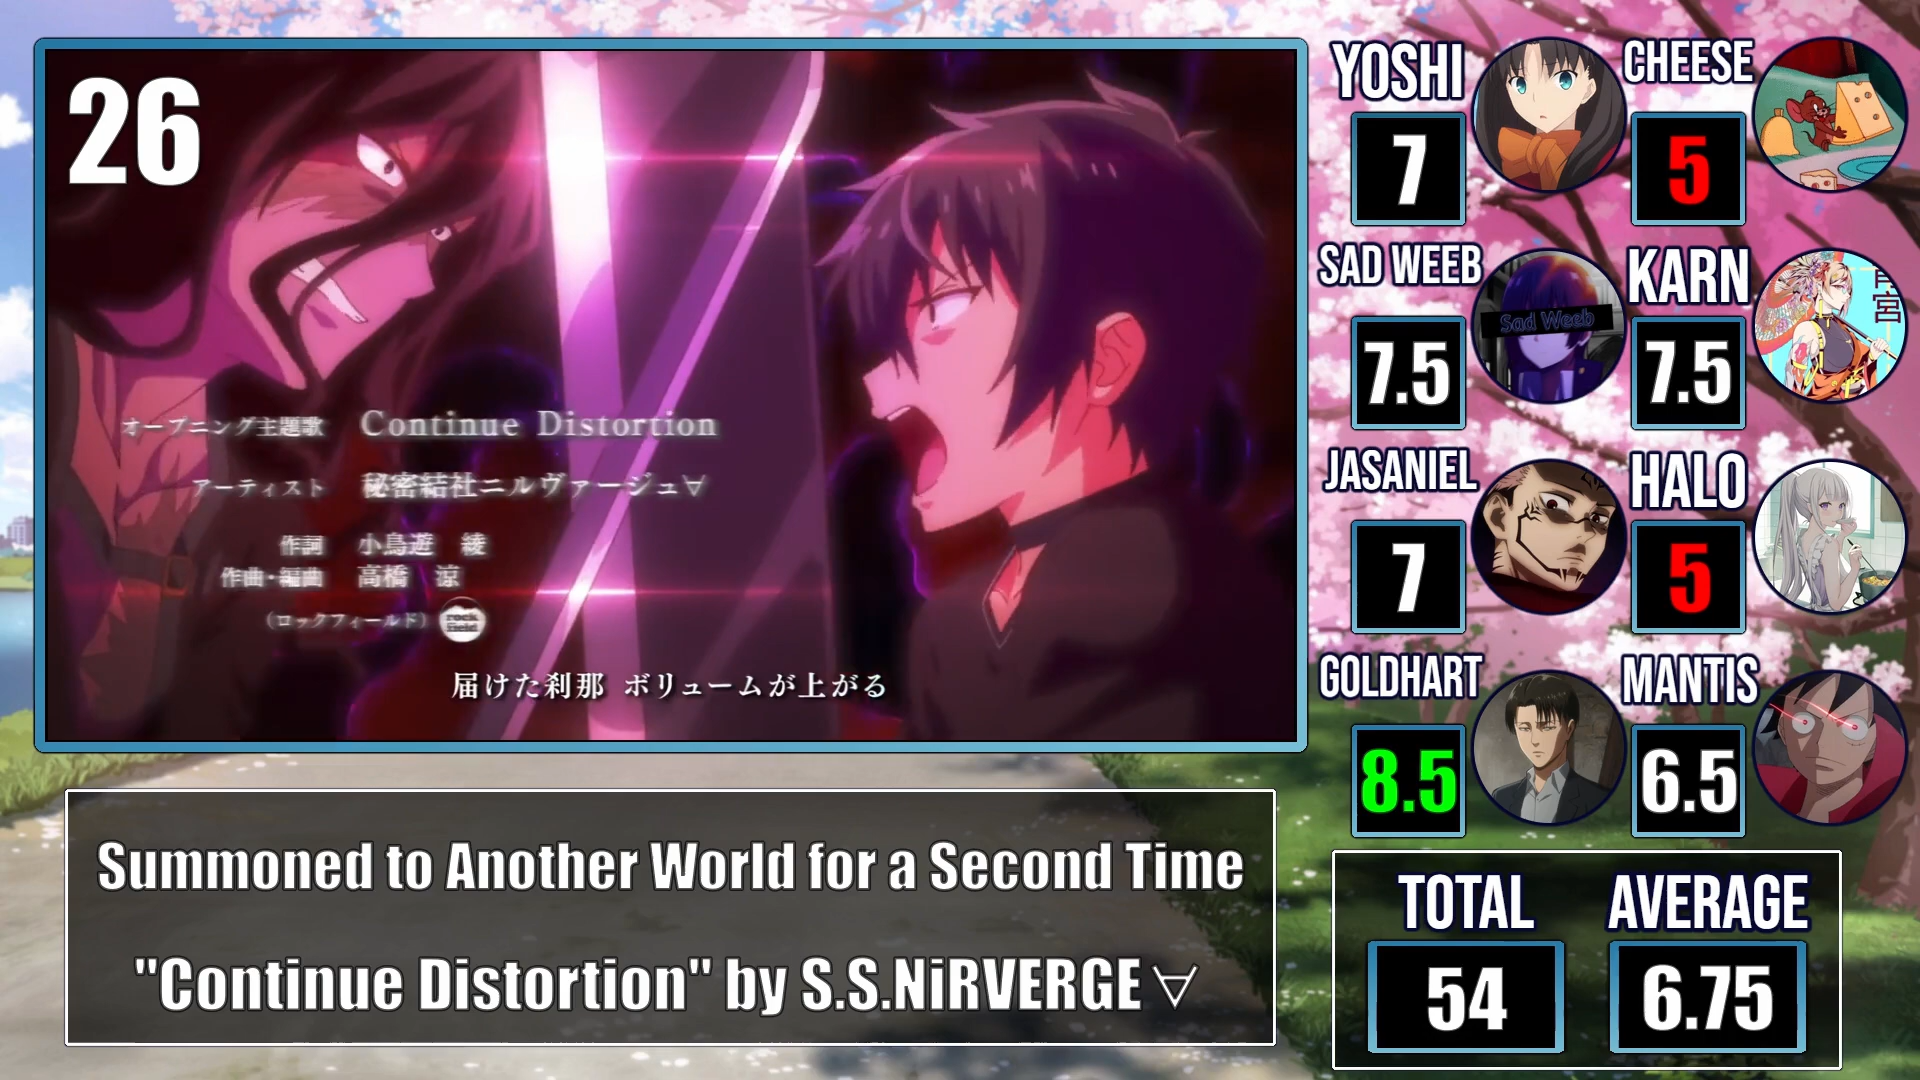 26
オープニング主題歌 Continue Distortion
アーティスト 秘密結社ニルヴァージュ∀
作詞 小鳥遊 綾
作曲・編曲 高橋 涼
（ロックフィールド） rock field
届けた刹那 ボリュームが上がる
Summoned to Another World for a Second Time
"Continue Distortion" by S.S.NiRVERGE ∀
YOSHI
7
CHEESE
5
SAD WEEB
7.5
Sad Weeb
KARN
7.5
宮
JASANIEL
7
HALO
5
GOLDHART
8.5
MANTIS
6.5
TOTAL
54
AVERAGE
6.75